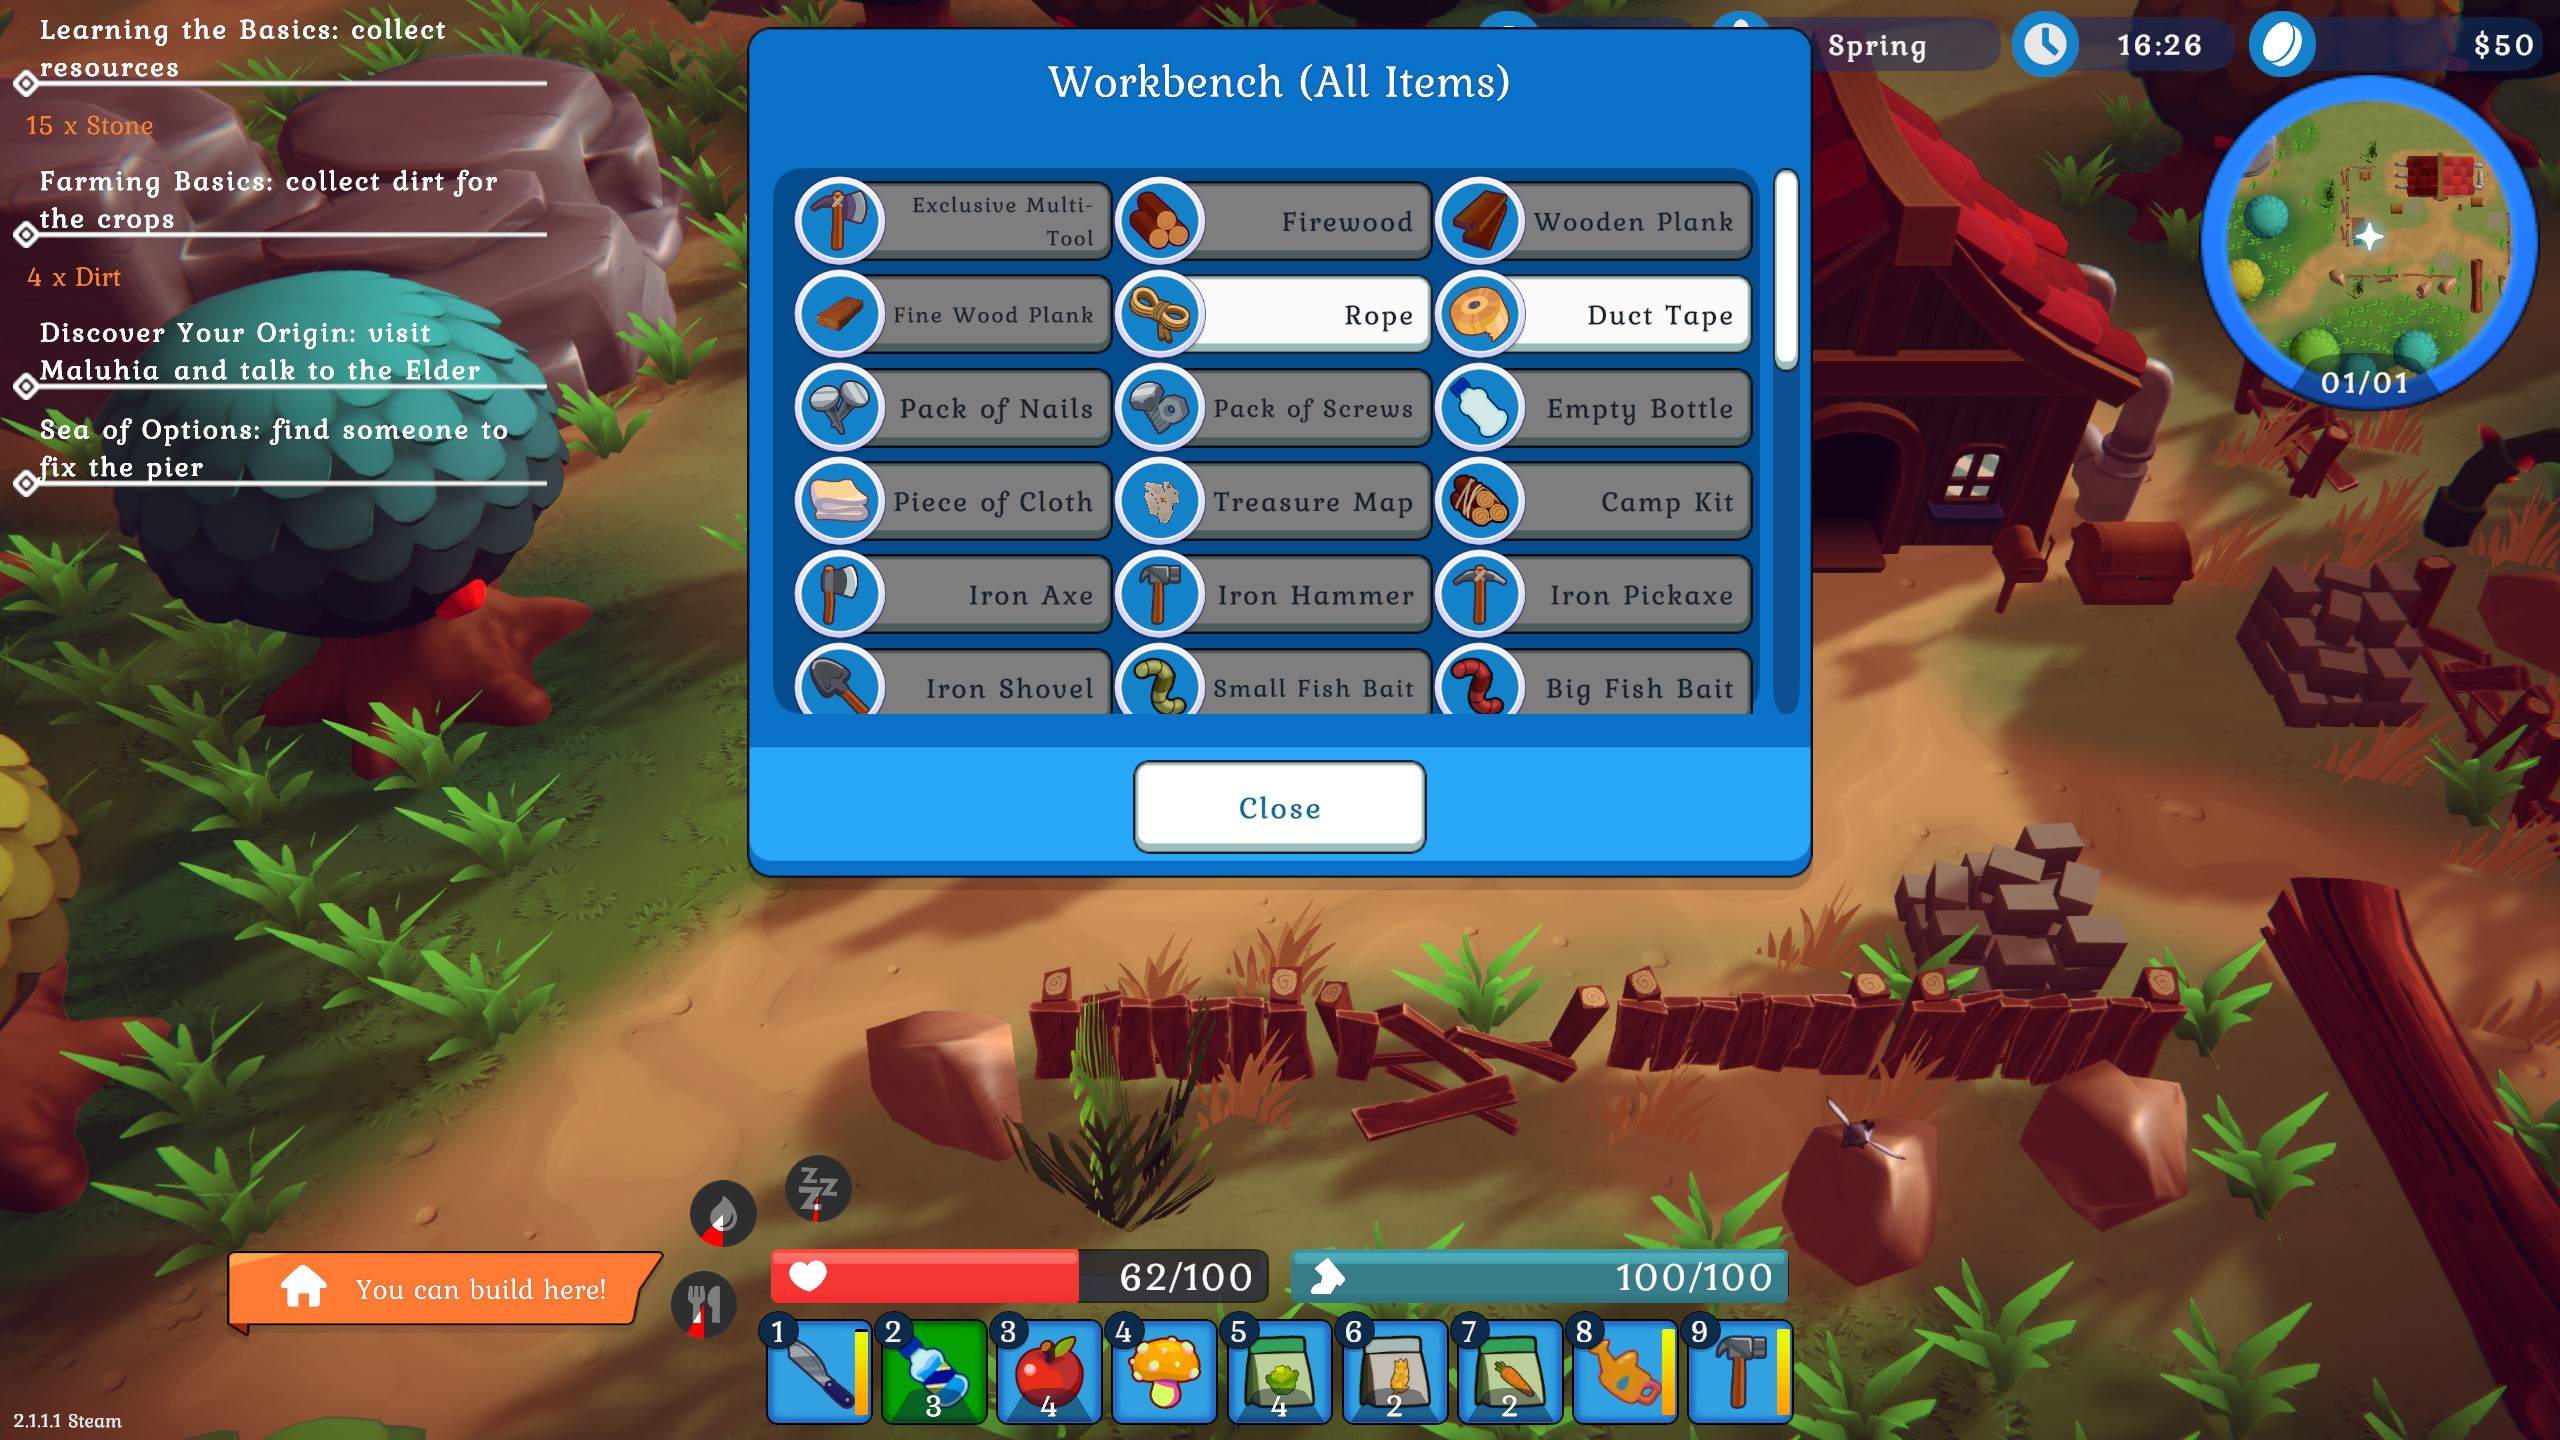 Learning the Basics: collect
resources
15 x Stone
Farming Basics: collect dirt for
the crops
4 x Dirt
Discover Your Origin: visit
Maluhia and talk to the Elder
Sea of Options: find someone to
fix the pier
Workbench (All Items)
Exclusive Multi-
Tool
Firewood
Wooden Plank
Fine Wood Plank
Rope
Duct Tape
Pack of Nails
Pack of Screws
Empty Bottle
Piece of Cloth
Treasure Map
Camp Kit
Iron Axe
Iron Hammer
Iron Pickaxe
Iron Shovel
Small Fish Bait
Big Fish Bait
Close
Spring
16:26
$50
01/01
You can build here!
62/100
100/100
1
2
3
4
5
6
7
8
9
3
4
4
2
2
2.1.1.1 Steam